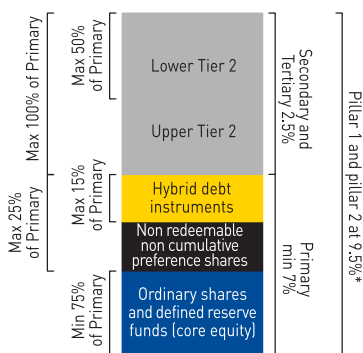 Max 100% of Primary
Max 50%
of Primary
Lower Tier 2
Upper Tier 2
Secondary and
Tertiary 2.5%
Pillar 1 and pillar 2 at 9.5%*
Max 25%
of Primary
Max 15%
of Primary
Hybrid debt
instruments
Non redeemable
non cumulative
preference shares
Primary
min 7%
Min 75%
of Primary
Ordinary shares
and defined reserve
funds (core equity)